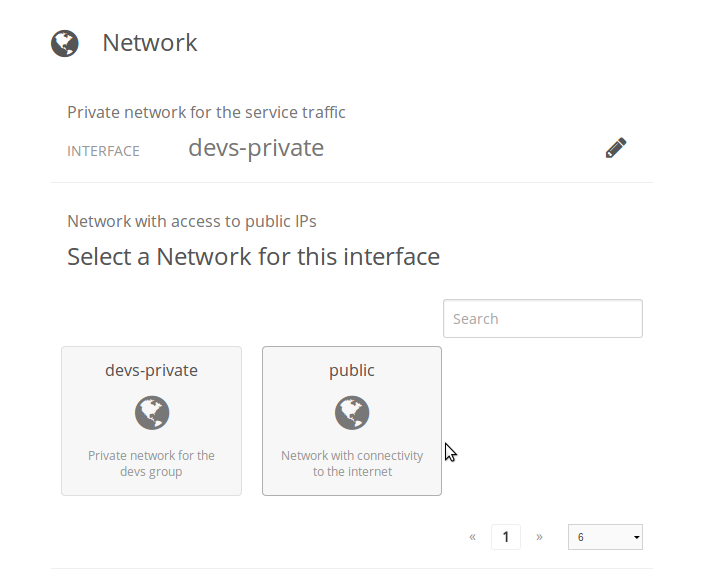 Network
Private network for the service traffic
INTERFACE devs-private
Network with access to public IPs
Select a Network for this interface
Search
devs-private
Private network for the
devs group
public
Network with connectivity
to the internet
« 1 » 6